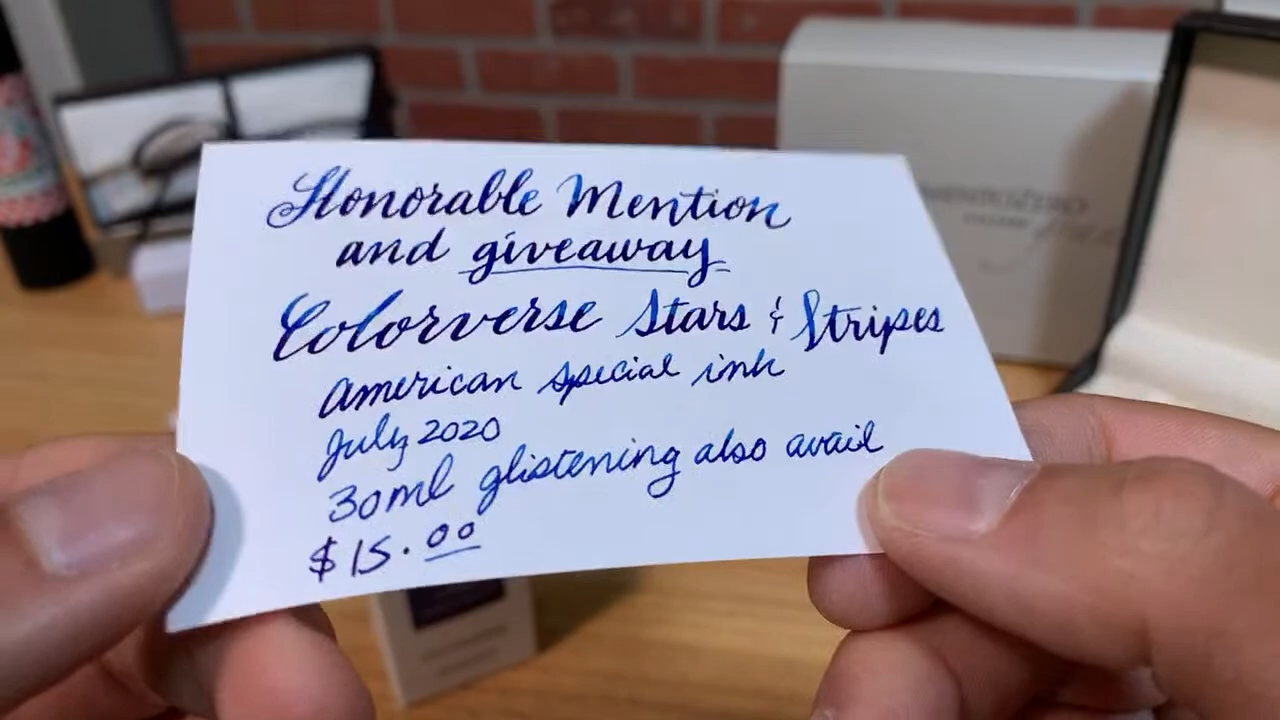 Honorable Mention
and giveaway
Colorverse Stars & Stripes
American special ink
July 2020
30ml glistening also avail
$15.00